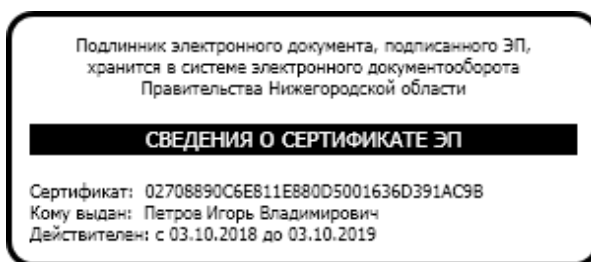 Подлинник электронного документа, подписанного ЭП,
хранится в системе электронного документооборота
Правительства Нижегородской области
СВЕДЕНИЯ О СЕРТИФИКАТЕ ЭП
Сертификат: 02708890C6E811E880D5001636D391AC9B
Кому выдан: Петров Игорь Владимирович
Действителен: с 03.10.2018 до 03.10.2019